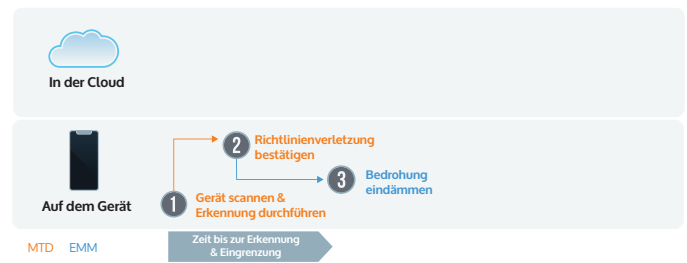 In der Cloud
2
Richtlinienverletzung
bestätigen
3
Bedrohung
eindämmen
Auf dem Gerät
1
Gerät scannen &
Erkennung durchführen
MTD EMM
Zeit bis zur Erkennung
& Eingrenzung